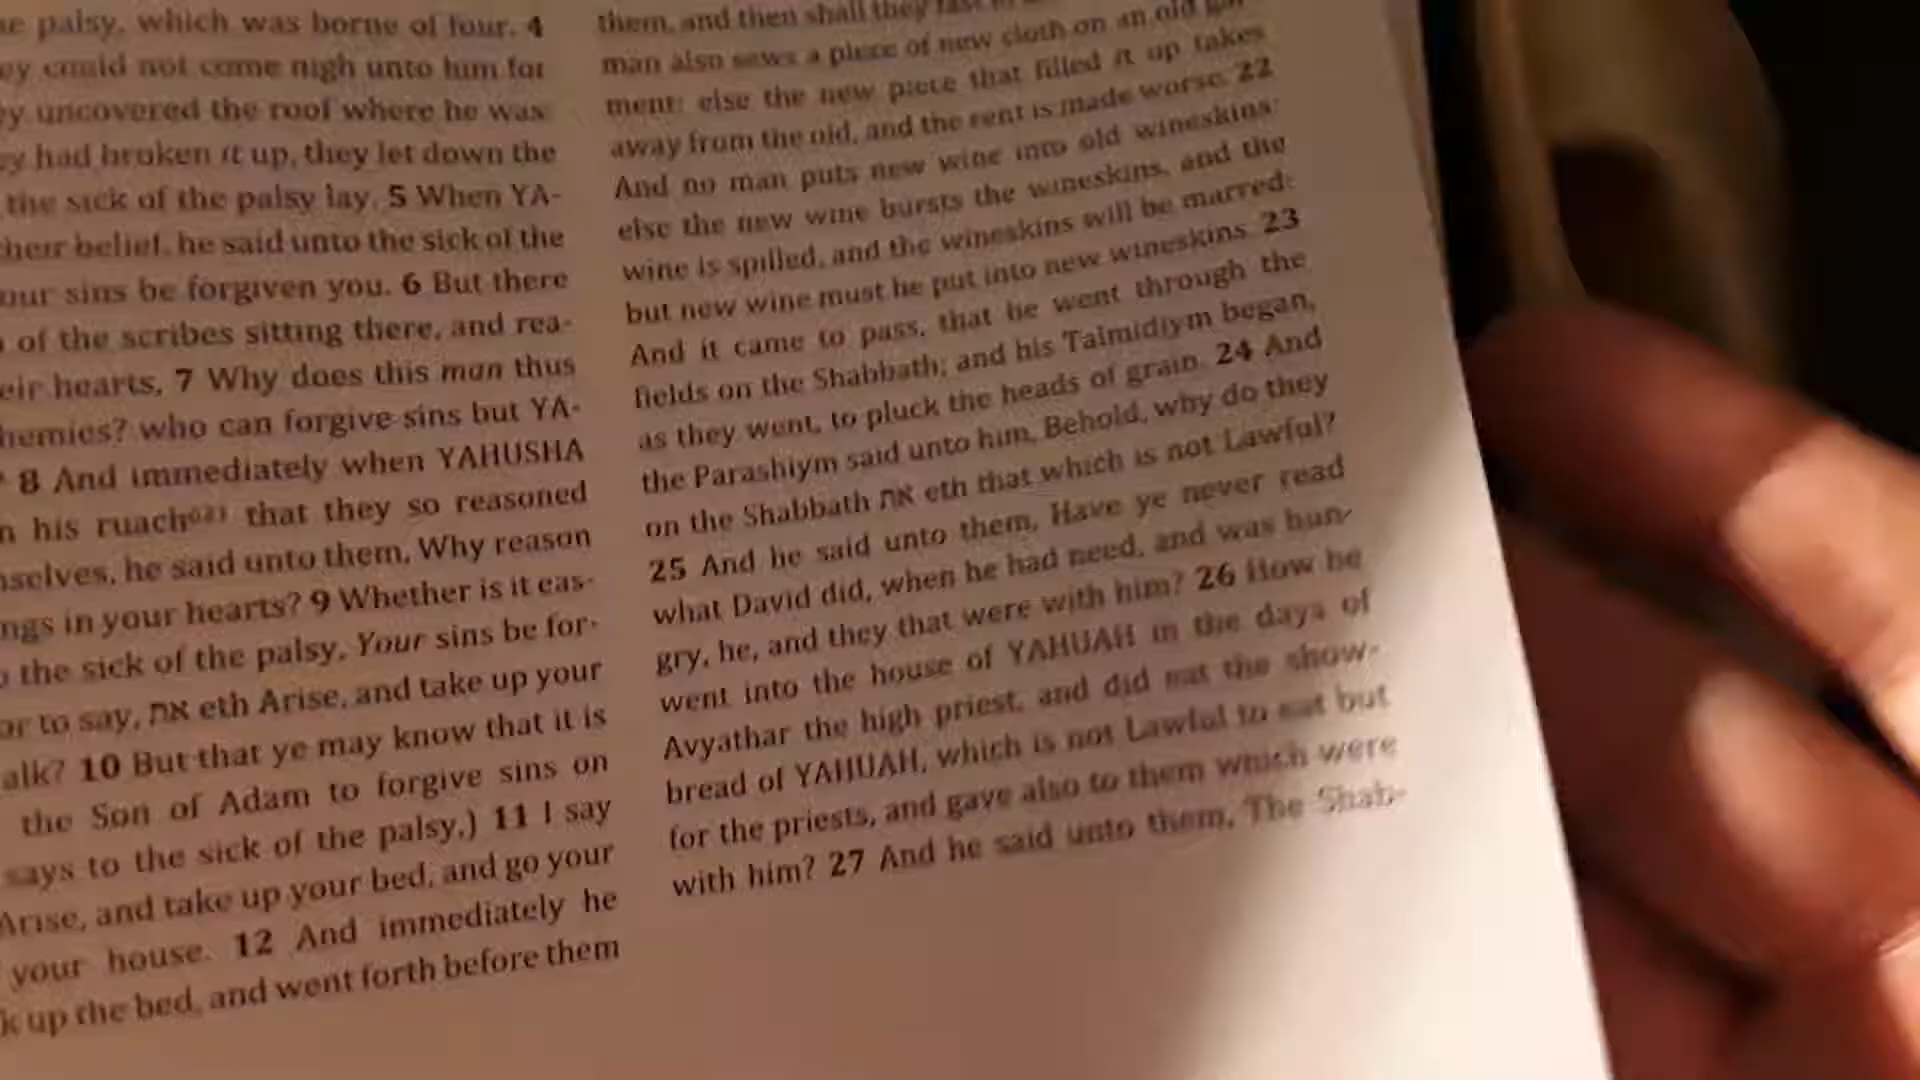 palsy, which was borne of four. 4
ey could not come nigh unto him for
ey uncovered the roof where he was
ey had broken it up, they let down the
the sick of the palsy lay. 5 When YA-
their belief, he said unto the sick of the
our sins be forgiven you. 6 But there
of the scribes sitting there, and rea-
eir hearts, 7 Why does this man thus
hemies? who can forgive sins but YA-
8 And immediately when YAHUSHA
n his ruach that they so reasoned
mselves, he said unto them, Why reason
ngs in your hearts? 9 Whether is it eas-
the sick of the palsy, Your sins be for-
or to say, את eth Arise, and take up your
alk? 10 But that ye may know that it is
the Son of Adam to forgive sins on
says to the sick of the palsy,) 11 I say
Arise, and take up your bed, and go your
your house. 12 And immediately he
k up the bed, and went forth before them
them, and then shall they fast in
man also sews a piece of new cloth on an old gar-
ment: else the new piece that filled it up takes
away from the old, and the rent is made worse. 22
And no man puts new wine into old wineskins:
else the new wine bursts the wineskins, and the
wine is spilled, and the wineskins will be marred:
but new wine must be put into new wineskins. 23
And it came to pass, that he went through the
fields on the Shabbath; and his Talmidiym began,
as they went, to pluck the heads of grain. 24 And
the Parashiym said unto him, Behold, why do they
on the Shabbath את eth that which is not Lawful?
25 And he said unto them, Have ye never read
what David did, when he had need, and was hun-
gry, he, and they that were with him? 26 How he
went into the house of YAHUAH in the days of
Avyathar the high priest, and did eat the show-
bread of YAHUAH, which is not Lawful to eat but
for the priests, and gave also to them which were
with him? 27 And he said unto them, The Shab-